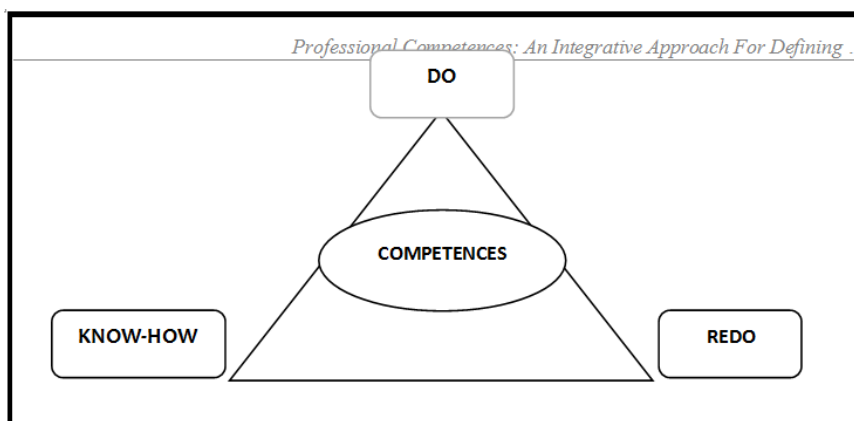 Professional Competences: An Integrative Approach For Defining
DO
COMPETENCES
KNOW-HOW
REDO